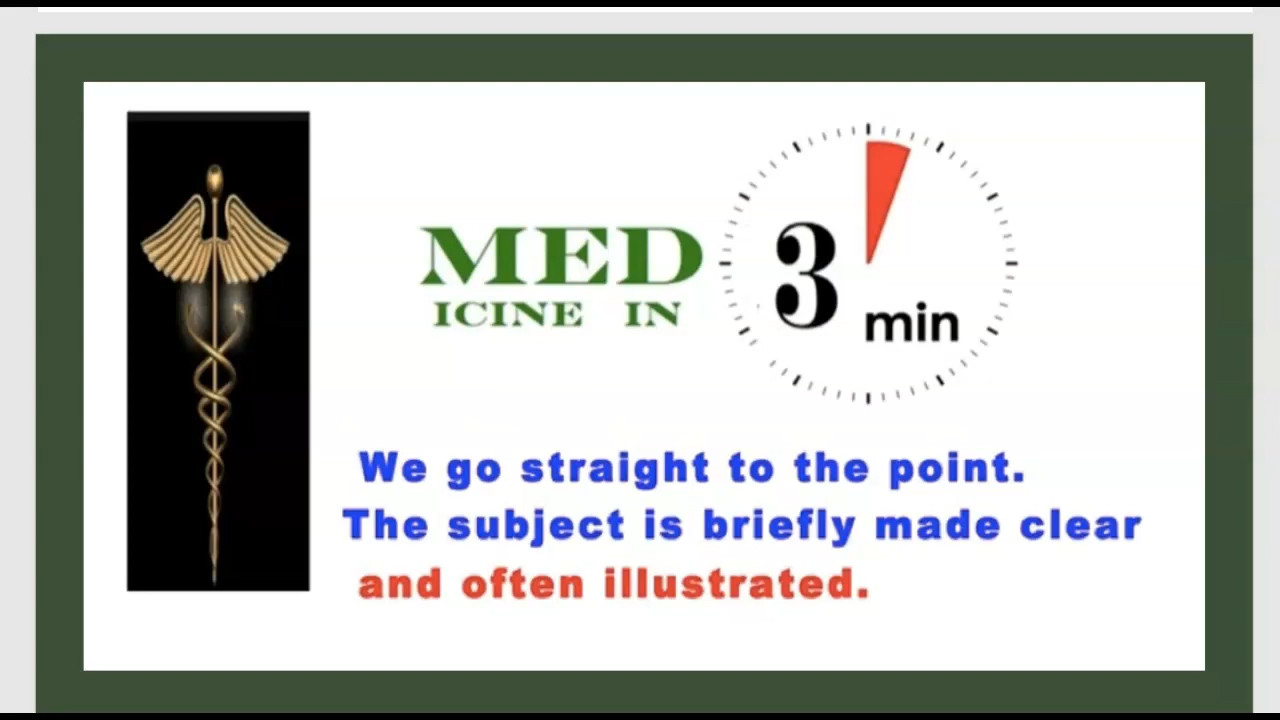 MED
ICINE IN
3
min
We go straight to the point.
The subject is briefly made clear
and often illustrated.